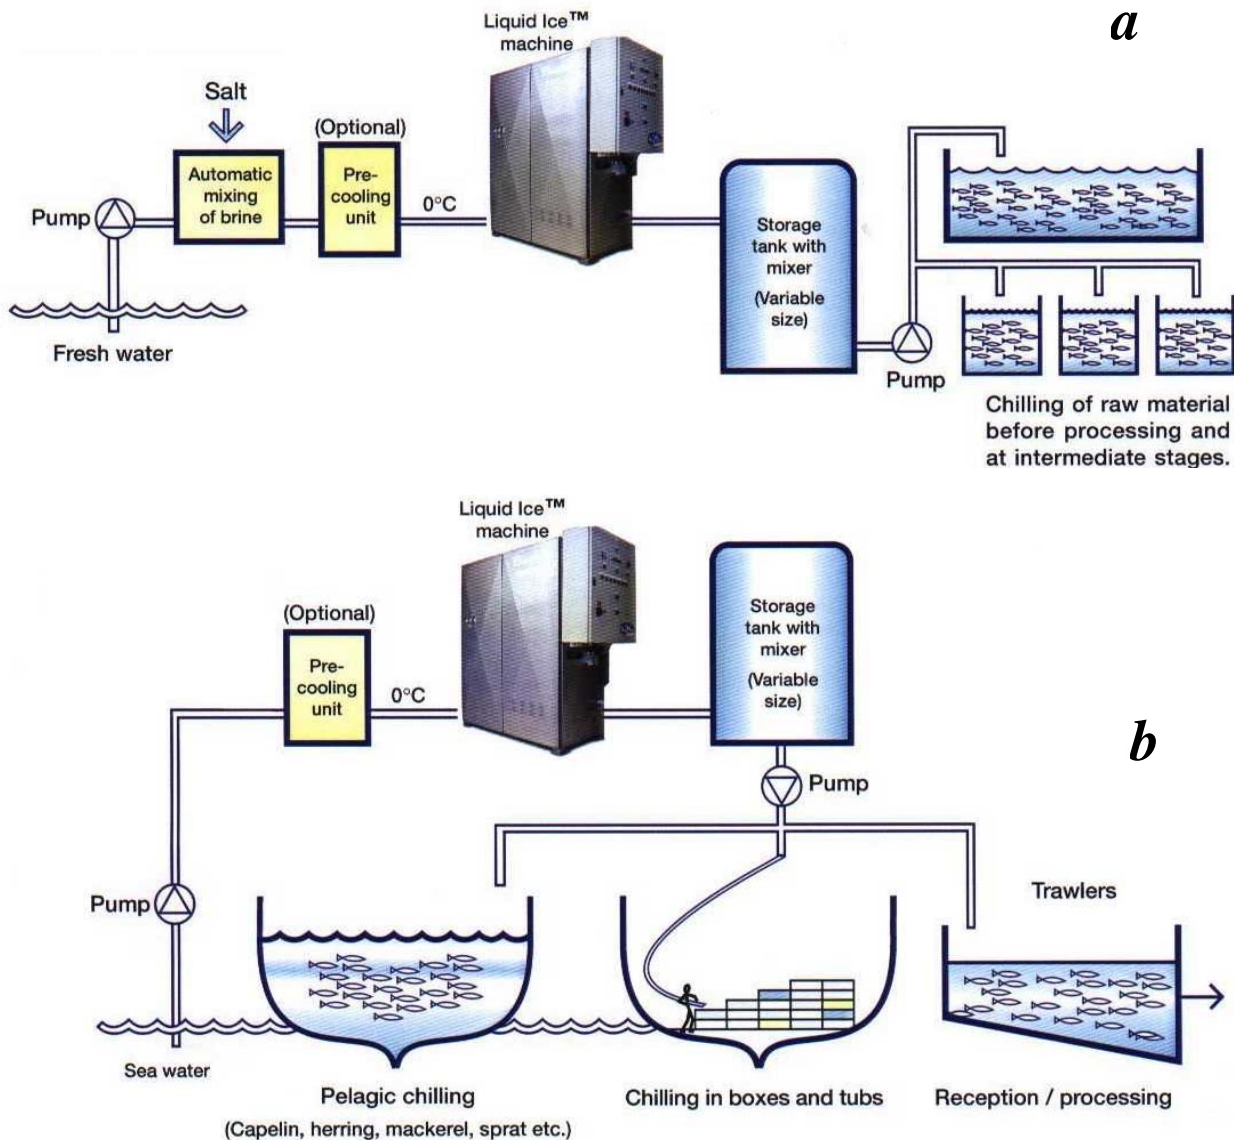 a
Liquid Ice™
machine
Salt
(Optional)
Automatic
mixing
of brine
Pre-
cooling
unit
0°C
Pump
Storage
tank with
mixer
(Variable
size)
Fresh water
Pump
Chilling of raw material
before processing and
at intermediate stages.
b
Liquid Ice™
machine
(Optional)
Pre-
cooling
unit
0°C
Storage
tank with
mixer
(Variable
size)
Pump
Pump
Trawlers
Sea water
Pelagic chilling
(Capelin, herring, mackerel, sprat etc.)
Chilling in boxes and tubs
Reception / processing